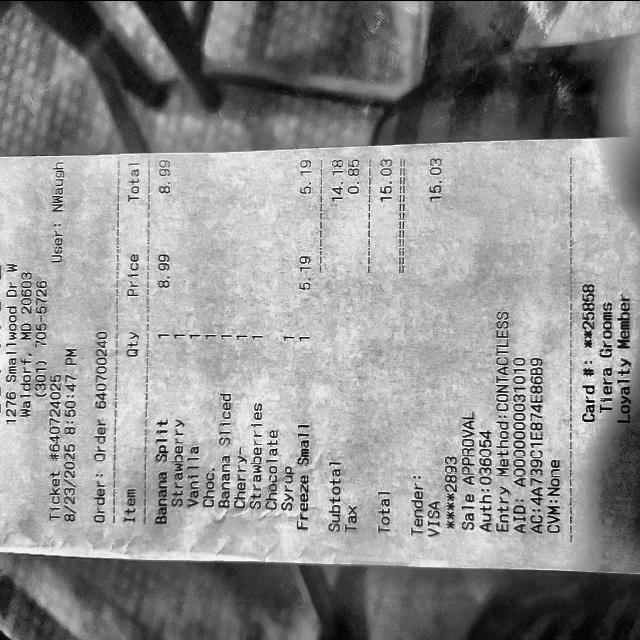 1276 Smallwood Dr W
Waldorf, MD 20603
(301) 705-5726
Ticket #640724025
8/23/2025 8:50:47 PM User: NWaugh
Order: Order 640700240
Item Qty Price Total
Banana Split 1 8.99 8.99
Strawberry 1
Vanilla 1
Choc. 1
Banana Sliced 1
Cherry- 1
Strawberries 1
Chocolate
Syrup 1
Freeze Small 1 5.19 5.19
Subtotal 14.18
Tax 0.85
Total 15.03
Tender:
VISA 15.03
****2893
Sale APPROVAL
Auth:036054
Entry Method:CONTACTLESS
AID: A0000000031010
AC:4A739C1E874E86B9
CVM:None
Card #: **25858
Tiera Grooms
Loyalty Member